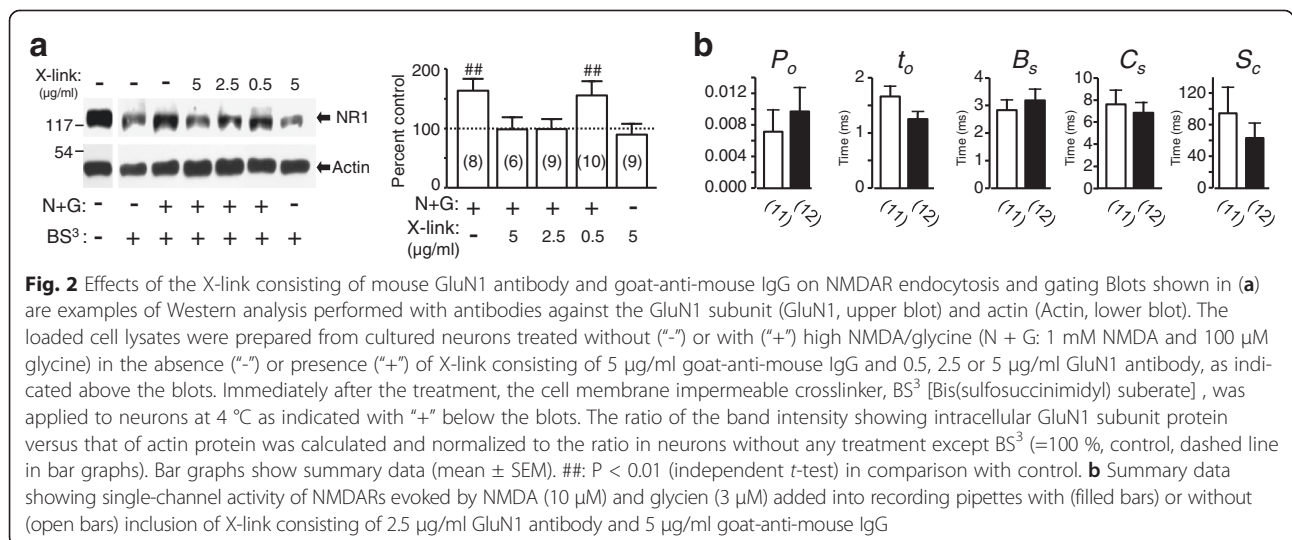 a
X-link: - - - 5 2.5 0.5 5
(µg/ml)
NR1
117
54
Actin
N+G: - - + + + + -
BS³ : - + + + + + +
Percent control
200
100
0
## ##
(8) (6) (9) (10) (9)
N+G: + + + + -
X-link: - 5 2.5 0.5 5
(µg/ml)
b
Po to Bs Cs Sc
0.012
0.008
0.004
0.000
(11) (12)
Time (ms)
2
1
0
(11) (12)
Time (ms)
4
3
2
1
0
(11) (12)
Time (ms)
10
8
6
4
2
0
(11) (12)
Time (ms)
120
80
40
0
(11) (12)
Fig. 2 Effects of the X-link consisting of mouse GluN1 antibody and goat-anti-mouse IgG on NMDAR endocytosis and gating Blots shown in (a)
are examples of Western analysis performed with antibodies against the GluN1 subunit (GluN1, upper blot) and actin (Actin, lower blot). The
loaded cell lysates were prepared from cultured neurons treated without (“-”) or with (“+”) high NMDA/glycine (N + G: 1 mM NMDA and 100 µM
glycine) in the absence (“-”) or presence (“+”) of X-link consisting of 5 µg/ml goat-anti-mouse IgG and 0.5, 2.5 or 5 µg/ml GluN1 antibody, as ind-
icated above the blots. Immediately after the treatment, the cell membrane impermeable crosslinker, BS³ [Bis(sulfosuccinimidyl) suberate] , was
applied to neurons at 4 °C as indicated with “+” below the blots. The ratio of the band intensity showing intracellular GluN1 subunit protein
versus that of actin protein was calculated and normalized to the ratio in neurons without any treatment except BS³ (=100 %, control, dashed line
in bar graphs). Bar graphs show summary data (mean ± SEM). ##: P < 0.01 (independent t-test) in comparison with control. b Summary data
showing single-channel activity of NMDARs evoked by NMDA (10 µM) and glycien (3 µM) added into recording pipettes with (filled bars) or without
(open bars) inclusion of X-link consisting of 2.5 µg/ml GluN1 antibody and 5 µg/ml goat-anti-mouse IgG